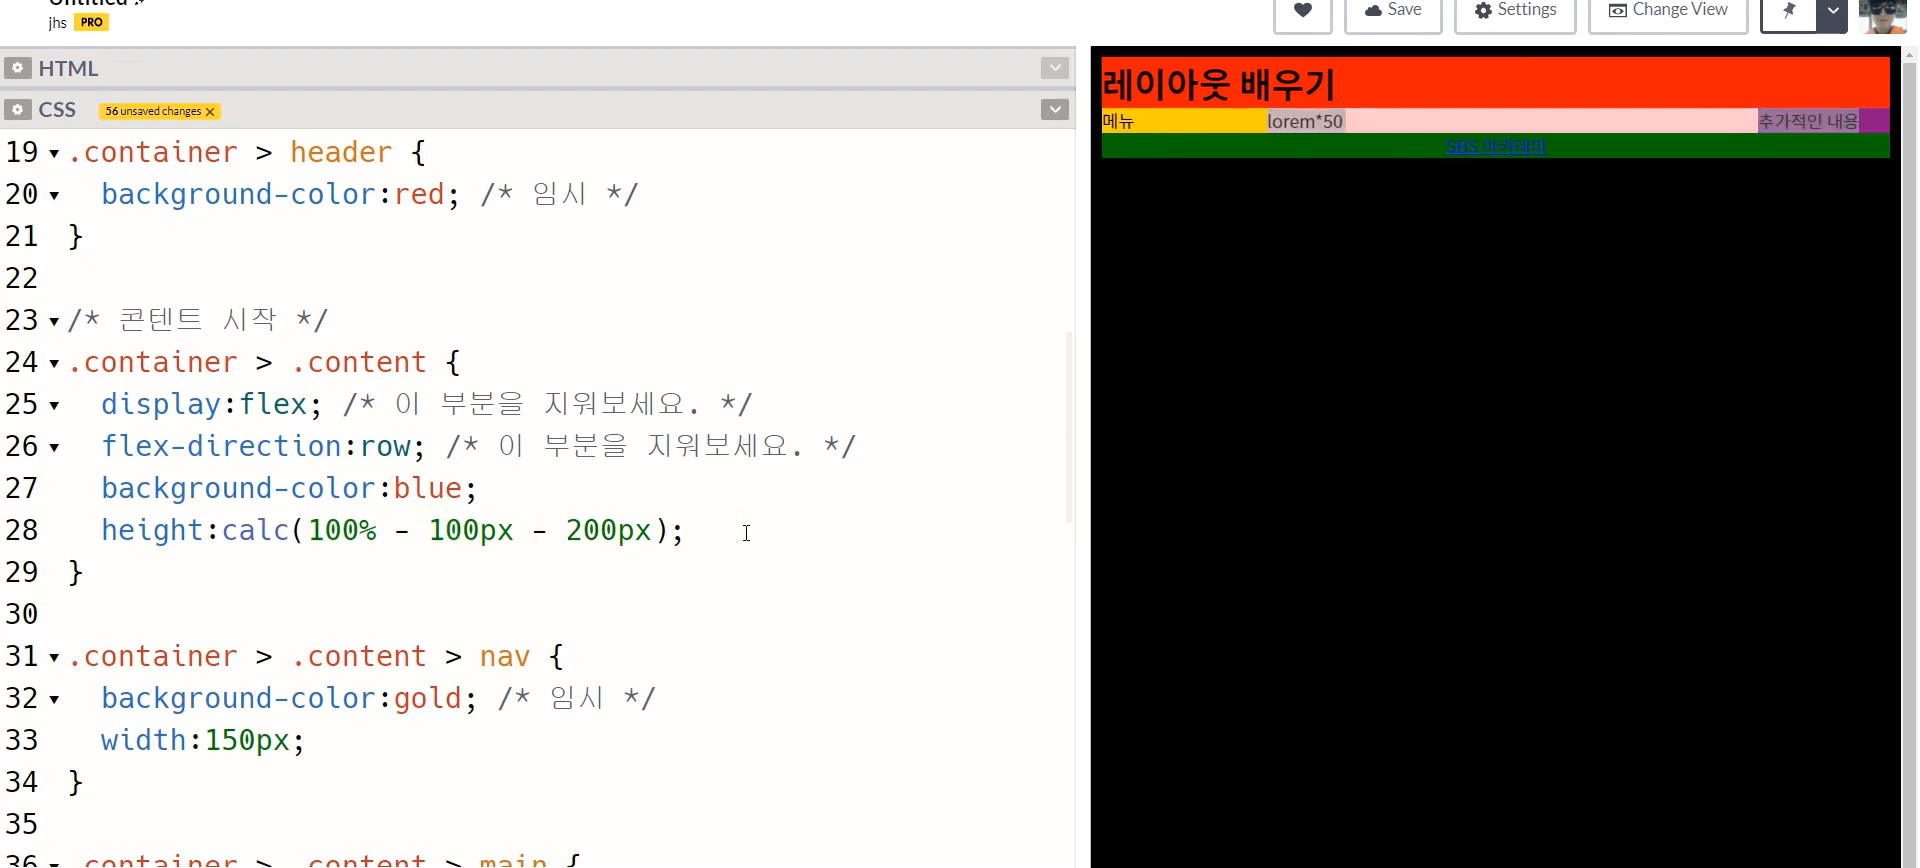 Untitled
jhs PRO
Save
Settings
Change View
HTML
CSS 56 unsaved changes X
19 .container > header {
20 background-color:red; /* 임시 */
21 }
22
23 /* 콘텐트 시작 */
24 .container > .content {
25 display:flex; /* 이 부분을 지워보세요. */
26 flex-direction:row; /* 이 부분을 지워보세요. */
27 background-color:blue;
28 height:calc(100% - 100px - 200px);
29 }
30
31 .container > .content > nav {
32 background-color:gold; /* 임시 */
33 width:150px;
34 }
35
36 .container > .content > main {
레이아웃 배우기
메뉴 lorem*50 추가적인 내용
SBS 아카데미